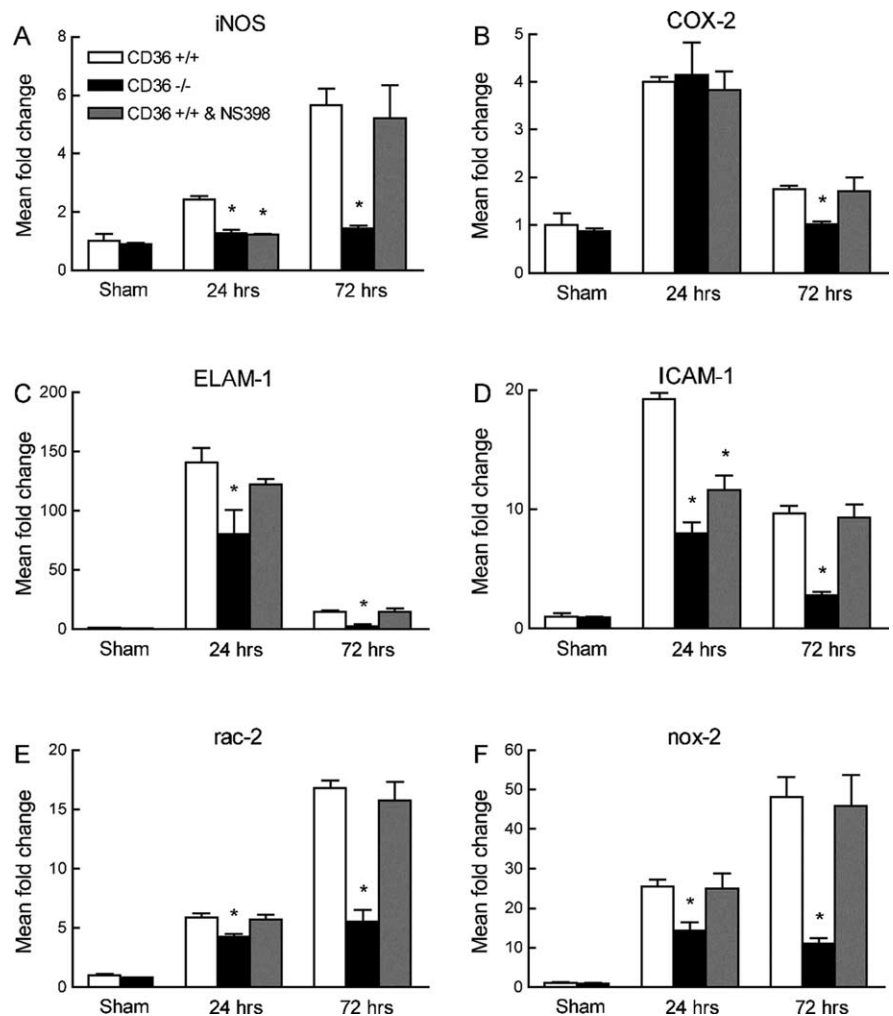 A
iNOS
Mean fold change
8
6
4
2
0
CD36 +/+
CD36 -/-
CD36 +/+ & NS398
* * *
Sham 24 hrs 72 hrs
B
COX-2
Mean fold change
5
4
3
2
1
0
*
Sham 24 hrs 72 hrs
C
ELAM-1
Mean fold change
200
150
100
50
0
* *
Sham 24 hrs 72 hrs
D
ICAM-1
Mean fold change
20
10
0
* * *
Sham 24 hrs 72 hrs
E
rac-2
Mean fold change
20
15
10
5
0
* *
Sham 24 hrs 72 hrs
F
nox-2
Mean fold change
60
50
40
30
20
10
0
* *
Sham 24 hrs 72 hrs